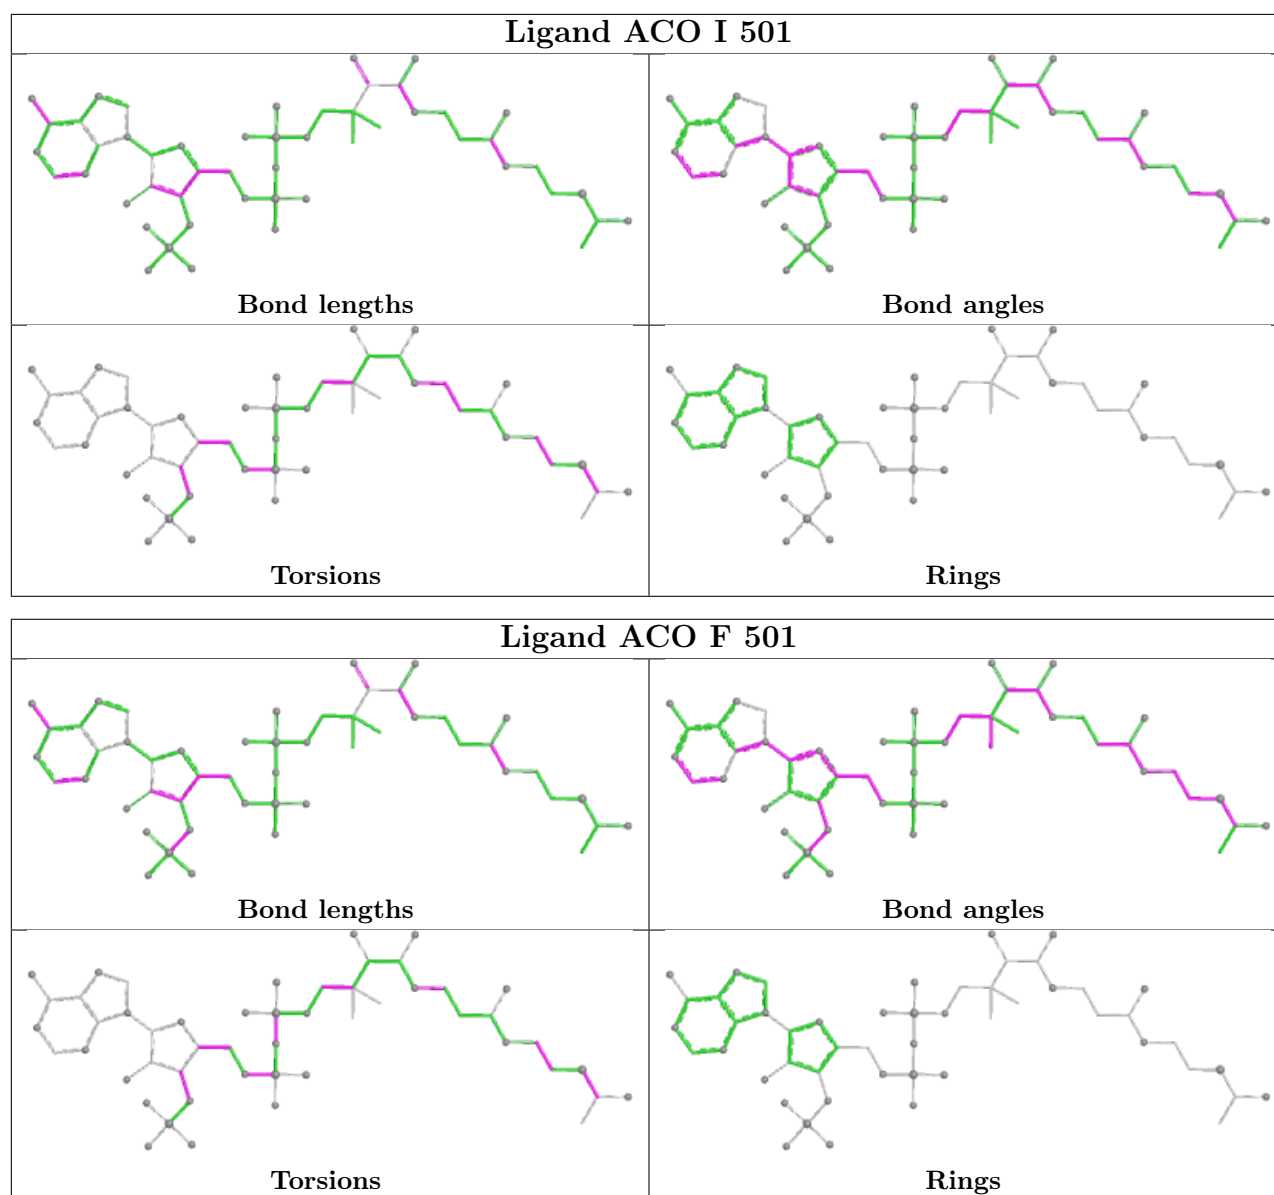 Ligand ACO I 501
Bond lengths
Bond angles
Torsions
Rings
Ligand ACO F 501
Bond lengths
Bond angles
Torsions
Rings